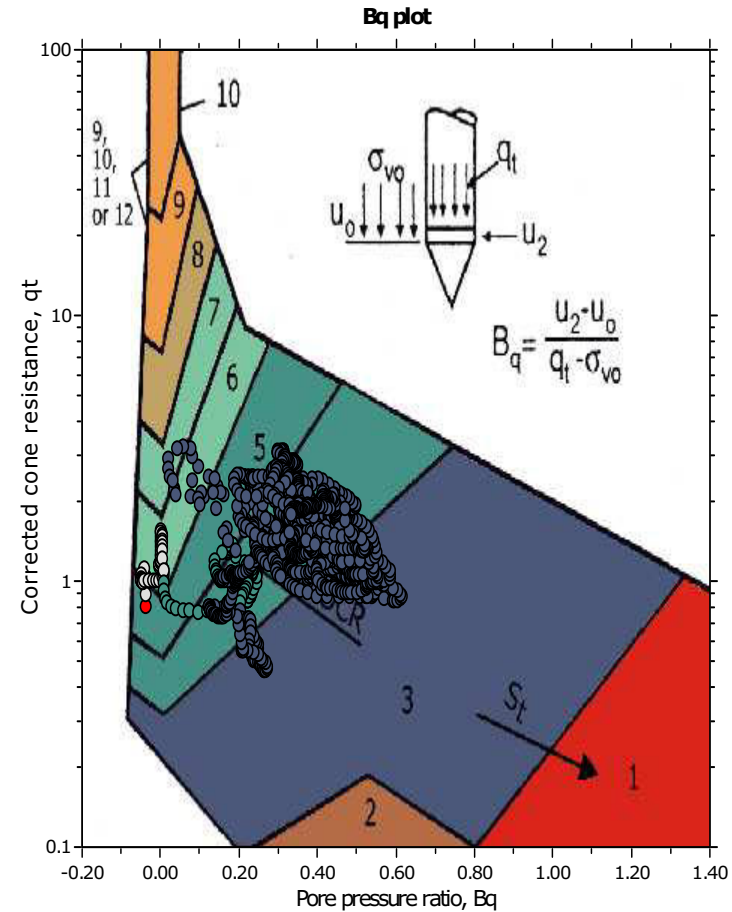 Bq plot
Corrected cone resistance, qt
100
10
1
0.1
9,
10,
11
or 12
10
9
8
7
6
5
3
2
1
CR
St
σvo
qt
uo
u2
Bq= u2-uo
qt -σvo
-0.20 0.00 0.20 0.40 0.60 0.80 1.00 1.20 1.40
Pore pressure ratio, Bq